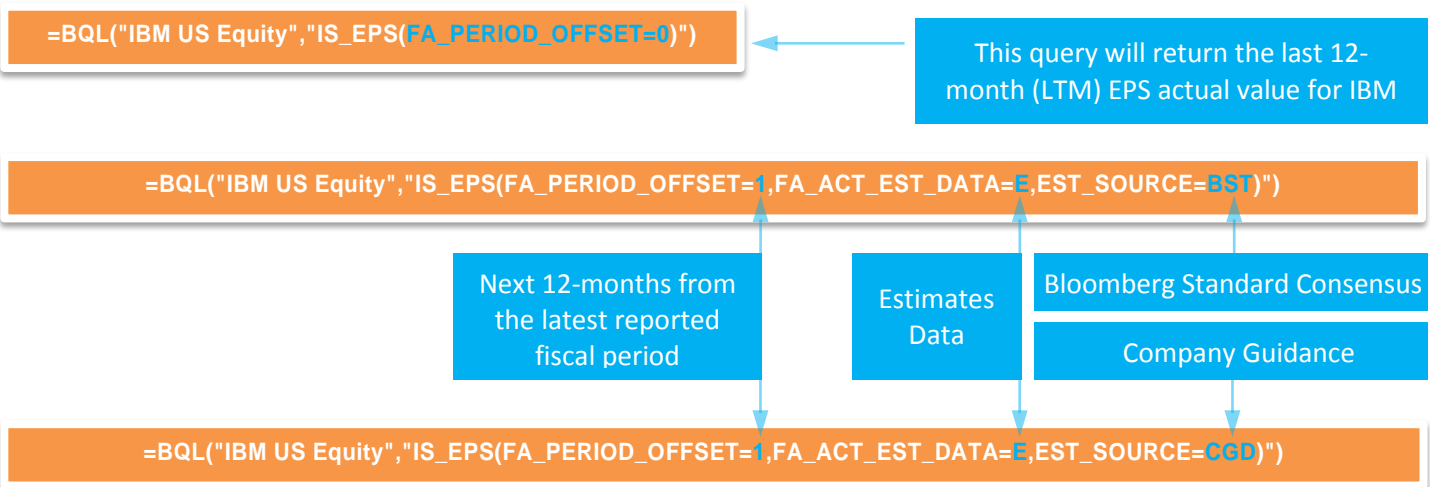 =BQL("IBM US Equity","IS_EPS(FA_PERIOD_OFFSET=0)")
This query will return the last 12-
month (LTM) EPS actual value for IBM
=BQL("IBM US Equity","IS_EPS(FA_PERIOD_OFFSET=1,FA_ACT_EST_DATA=E,EST_SOURCE=BST)")
Next 12-months from
the latest reported
fiscal period
Estimates
Data
Bloomberg Standard Consensus
Company Guidance
=BQL("IBM US Equity","IS_EPS(FA_PERIOD_OFFSET=1,FA_ACT_EST_DATA=E,EST_SOURCE=CGD)")